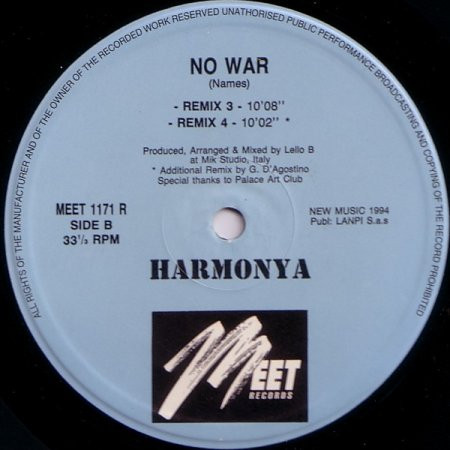 ALL RIGHTS OF THE MANUFACTURER AND OF THE OWNER OF THE RECORDED WORK RESERVED UNATHORISED PUBLIC PERFORMANCE BROADCASTING AND COPYING OF THE RECORD PROHIBITED
NO WAR
(Names)
- REMIX 3 - 10'08''
- REMIX 4 - 10'02'' *
Produced, Arranged & Mixed by Lello B
at Mik Studio, Italy
* Additional Remix by G. D'Agostino
Special thanks to Palace Art Club
MEET 1171 R
SIDE B
33 1/3 RPM
NEW MUSIC 1994
Publ: LANPI S.a.s
HARMONYA
MEET
RECORDS